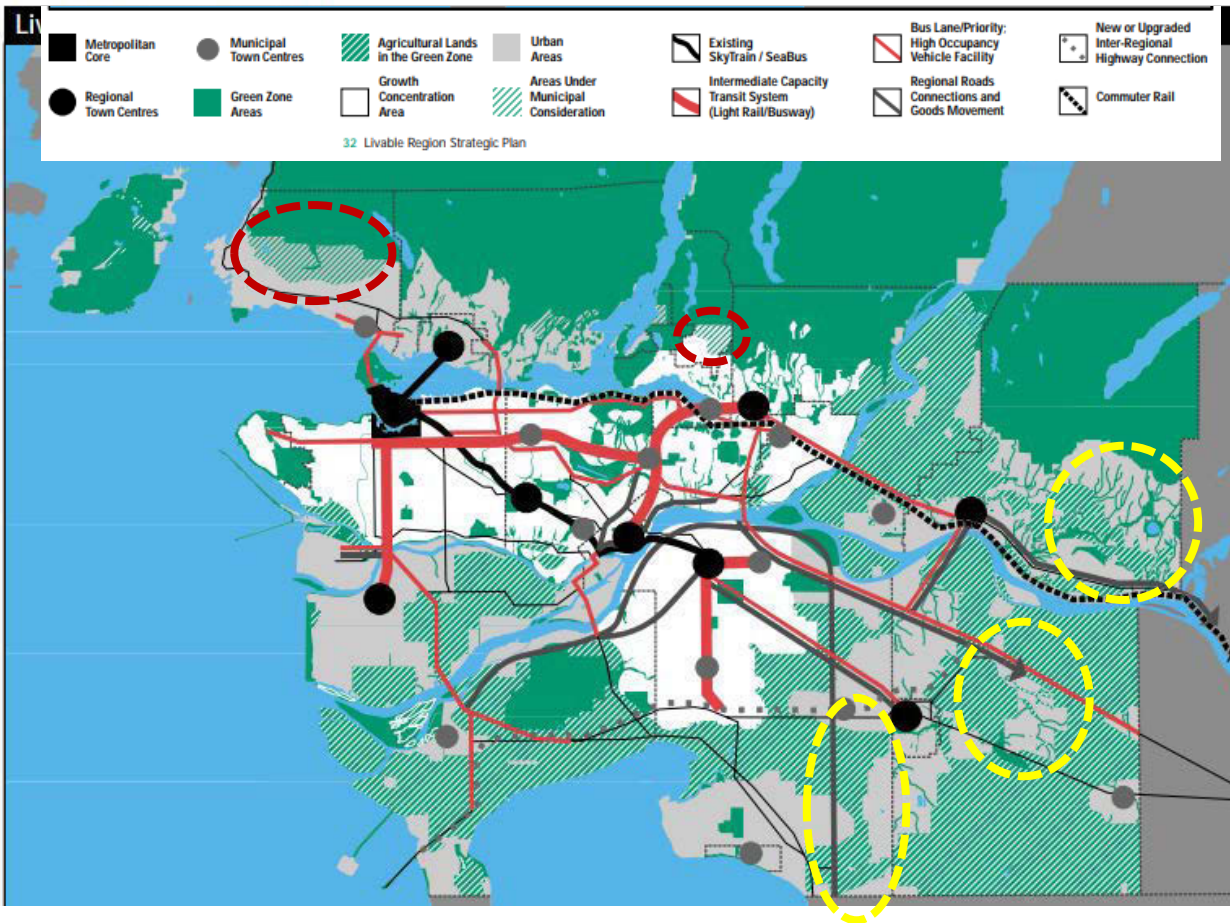 Liv
Metropolitan
Core
Municipal
Town Centres
Agricultural Lands
in the Green Zone
Urban
Areas
Existing
SkyTrain / SeaBus
Bus Lane/Priority;
High Occupancy
Vehicle Facility
New or Upgraded
Inter-Regional
Highway Connection
Regional
Town Centres
Green Zone
Areas
Growth
Concentration
Area
Areas Under
Municipal
Consideration
Intermediate Capacity
Transit System
(Light Rail/Busway)
Regional Roads
Connections and
Goods Movement
Commuter Rail
32 Livable Region Strategic Plan